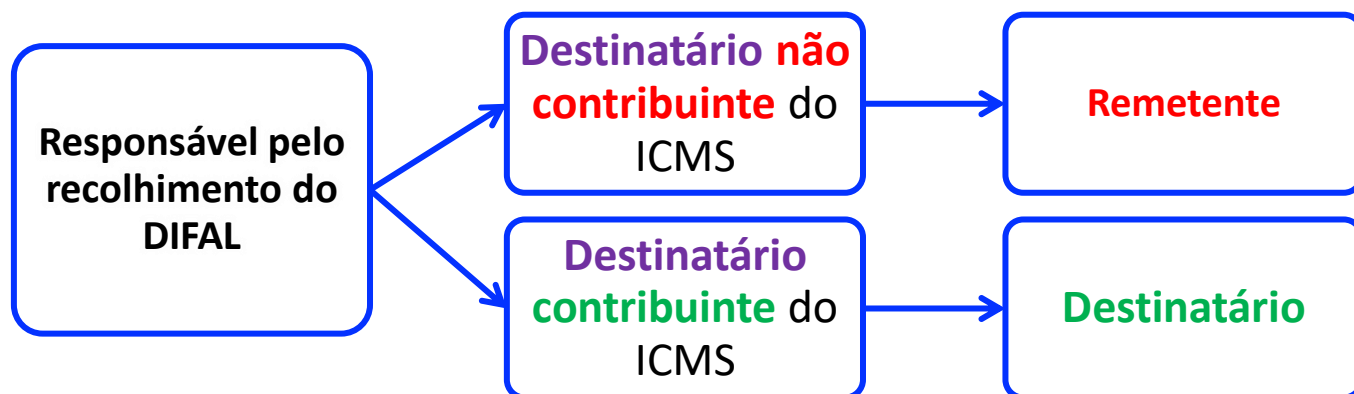 Responsável pelo
recolhimento do
DIFAL
Destinatário não
contribuinte do
ICMS
Remetente
Destinatário
contribuinte do
ICMS
Destinatário